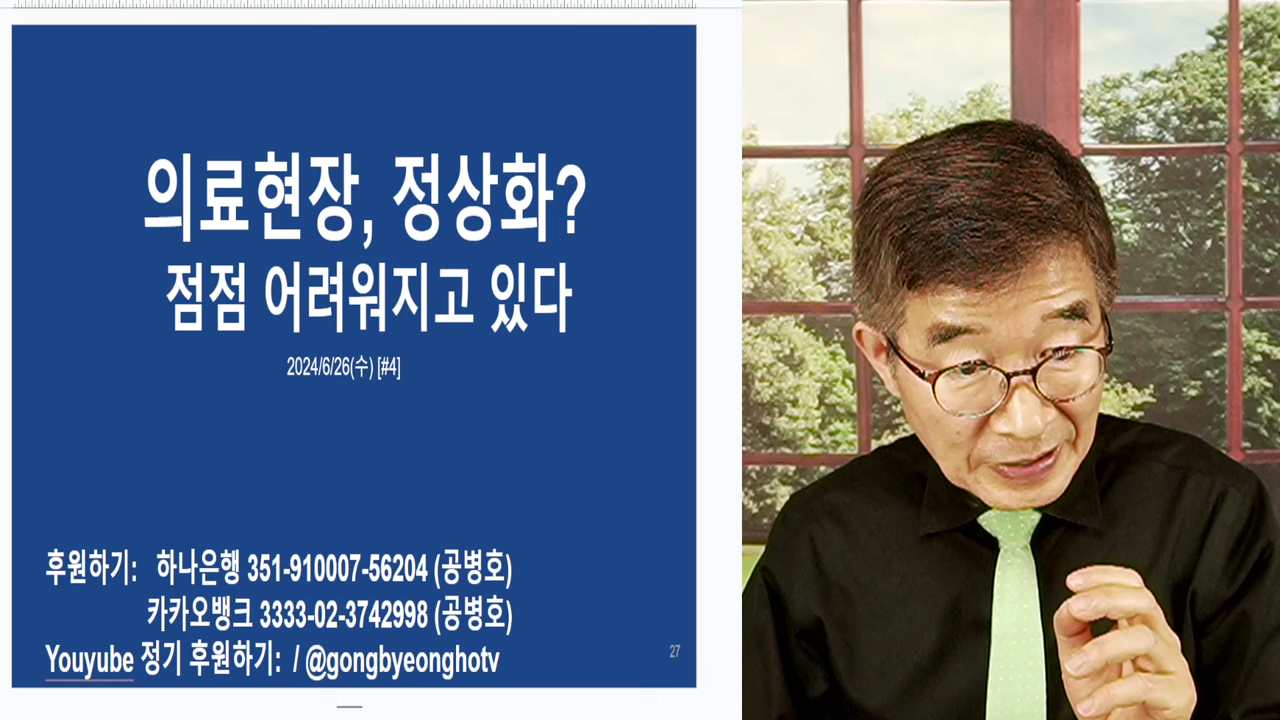 의료현장, 정상화?
점점 어려워지고 있다
2024/6/26(수) [#4]
후원하기: 하나은행 351-910007-56204 (공병호)
카카오뱅크 3333-02-3742998 (공병호)
Youyube 정기 후원하기: / @gongbyeonghotv
27